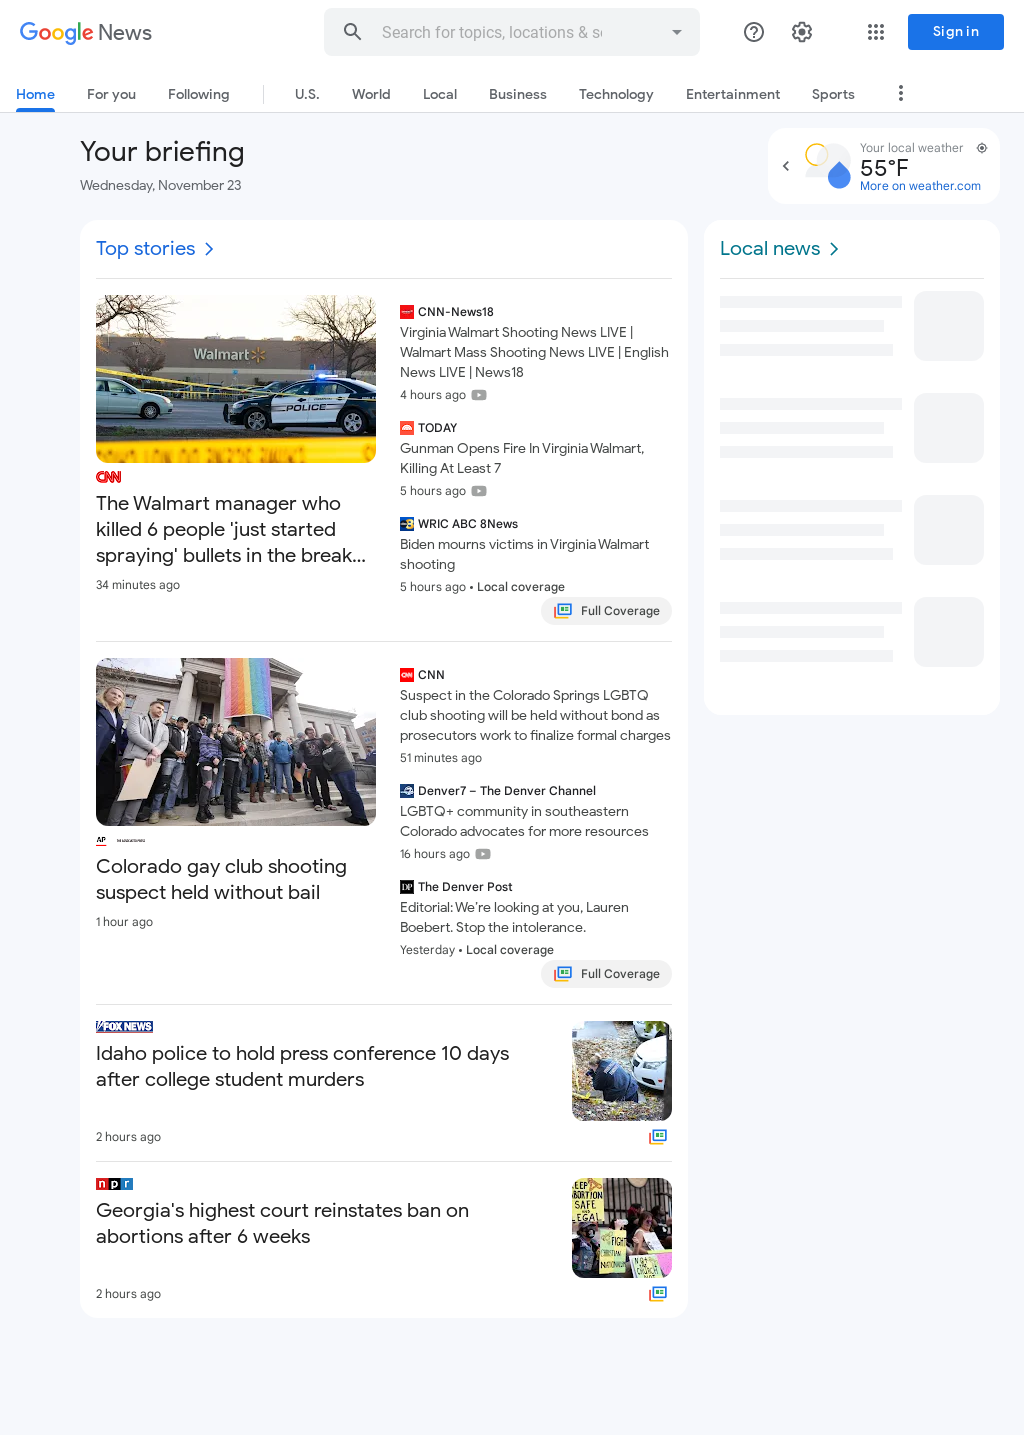 Google News
Search for topics, locations & so
Sign in
Home For you Following U.S. World Local Business Technology Entertainment Sports
Your briefing
Wednesday, November 23
Your local weather
55°F
More on weather.com
Top stories
Walmart
POLICE
CNN
The Walmart manager who
killed 6 people 'just started
spraying' bullets in the break...
34 minutes ago
CNN-News18
Virginia Walmart Shooting News LIVE |
Walmart Mass Shooting News LIVE | English
News LIVE | News18
4 hours ago
TODAY
Gunman Opens Fire In Virginia Walmart,
Killing At Least 7
5 hours ago
WRIC ABC 8News
Biden mourns victims in Virginia Walmart
shooting
5 hours ago • Local coverage
Full Coverage
AP THE ASSOCIATED PRESS
Colorado gay club shooting
suspect held without bail
1 hour ago
CNN
CNN
Suspect in the Colorado Springs LGBTQ
club shooting will be held without bond as
prosecutors work to finalize formal charges
51 minutes ago
Denver7 – The Denver Channel
LGBTQ+ community in southeastern
Colorado advocates for more resources
16 hours ago
DP
The Denver Post
Editorial: We're looking at you, Lauren
Boebert. Stop the intolerance.
Yesterday • Local coverage
Full Coverage
FOX NEWS
Idaho police to hold press conference 10 days
after college student murders
2 hours ago
npr
Georgia's highest court reinstates ban on
abortions after 6 weeks
2 hours ago
KEEP
ABORTION
SAFE
LEGAL
FIGHT
CHRISTIAN
NATIONALISM
Local news